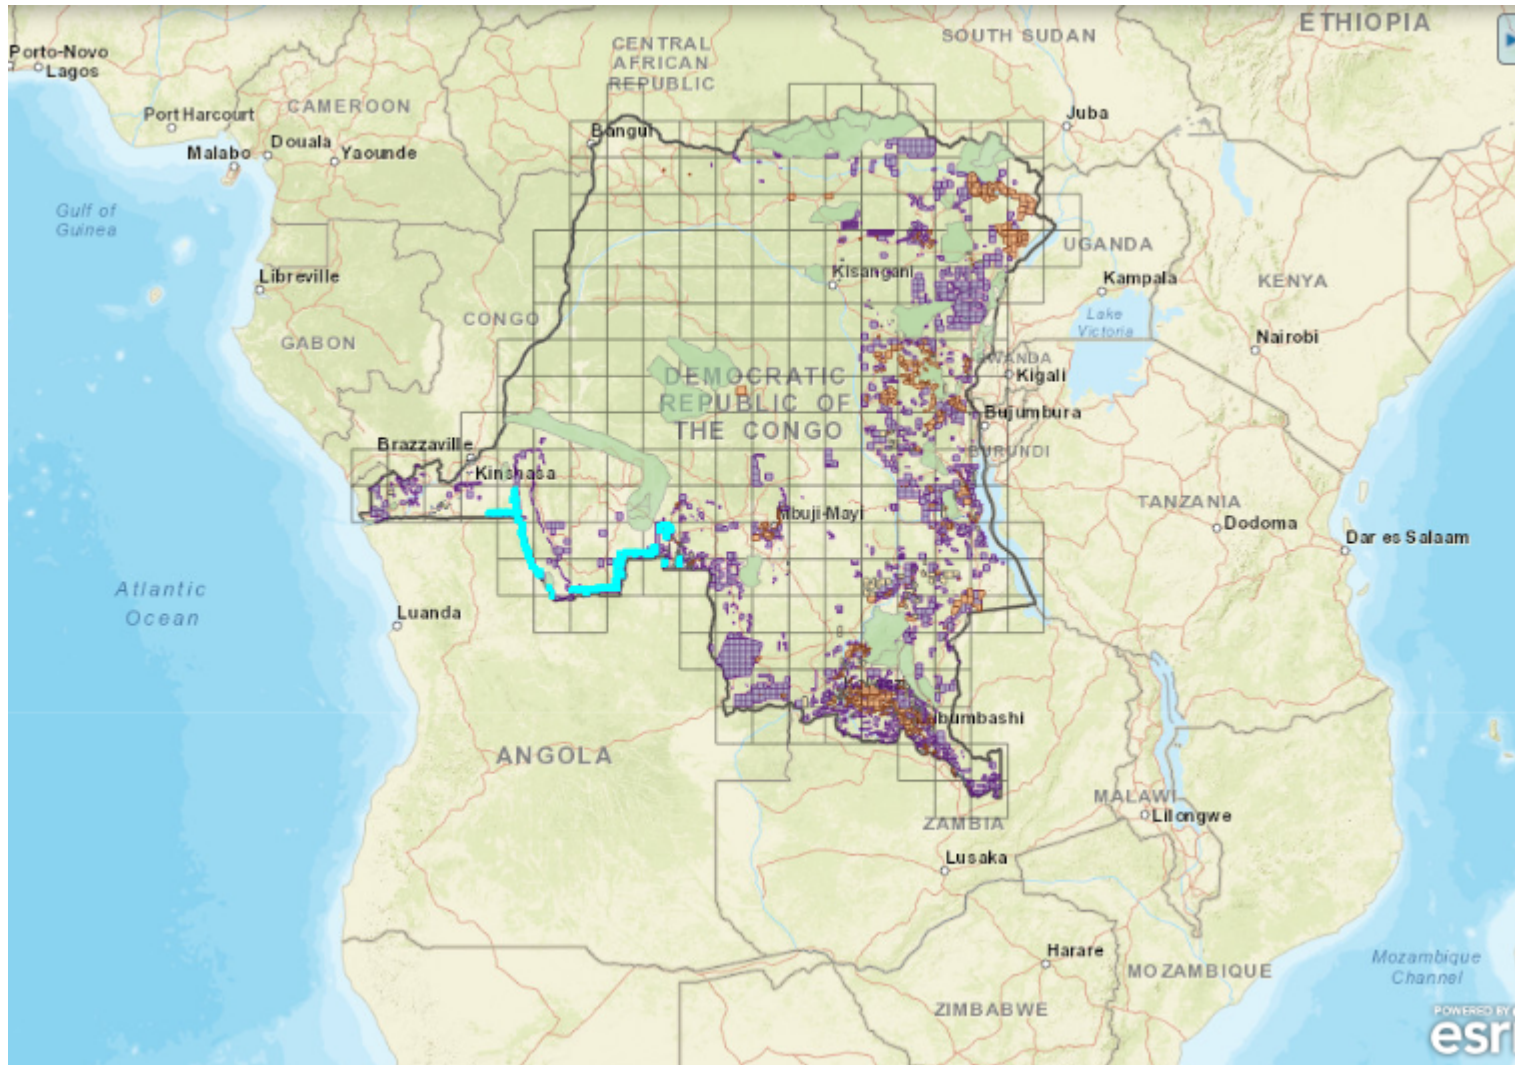 ETHIOPIA
SOUTH SUDAN
CENTRAL
AFRICAN
REPUBLIC
Porto-Novo
Lagos
CAMEROON
Port Harcourt
Juba
Bangui
Douala
Malabo
Yaounde
Gulf of
Guinea
UGANDA
Kisangani
Libreville
Kampala
KENYA
CONGO
Lake
Victoria
GABON
Nairobi
RWANDA
Kigali
DEMOCRATIC
REPUBLIC OF
THE CONGO
Bujumbura
Brazzaville
BURUNDI
Kinshasa
TANZANIA
Mbuji-Mayi
Dodoma
Dar es Salaam
Atlantic
Ocean
Luanda
Lubumbashi
ANGOLA
MALAWI
Lilongwe
ZAMBIA
Lusaka
Harare
Mozambique
Channel
MOZAMBIQUE
ZIMBABWE
POWERED BY
esri